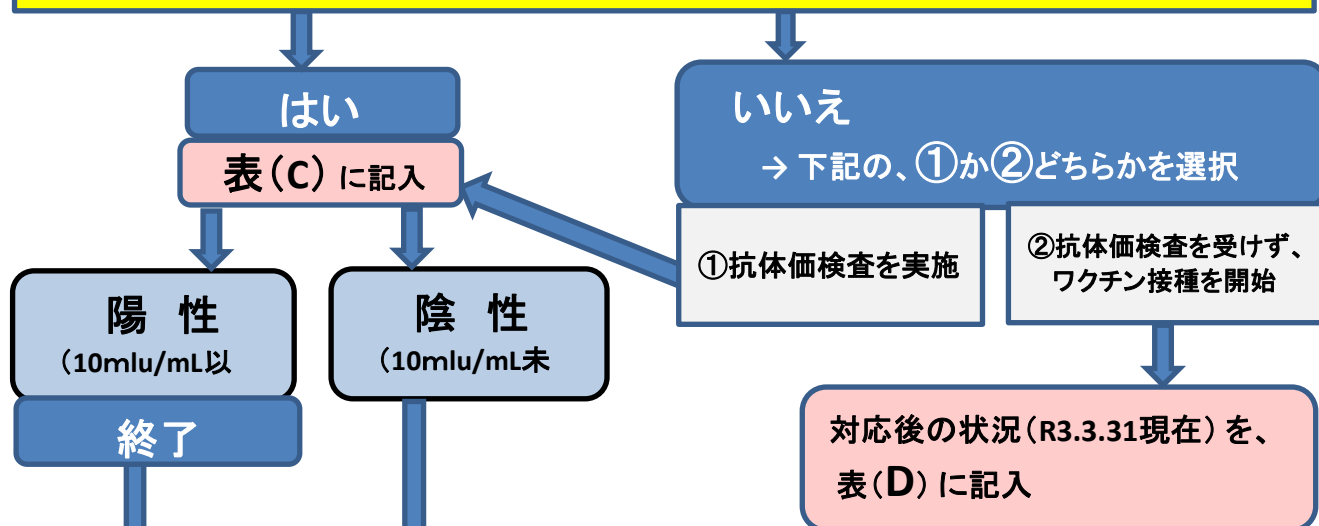 はい
表(C)に記入
いいえ
→ 下記の、①か②どちらかを選択
①抗体価検査を実施
②抗体価検査を受けず、
ワクチン接種を開始
陽 性
(10mIu/mL以
陰 性
(10mIu/mL未
終了
対応後の状況(R3.3.31現在)を、
表(D)に記入